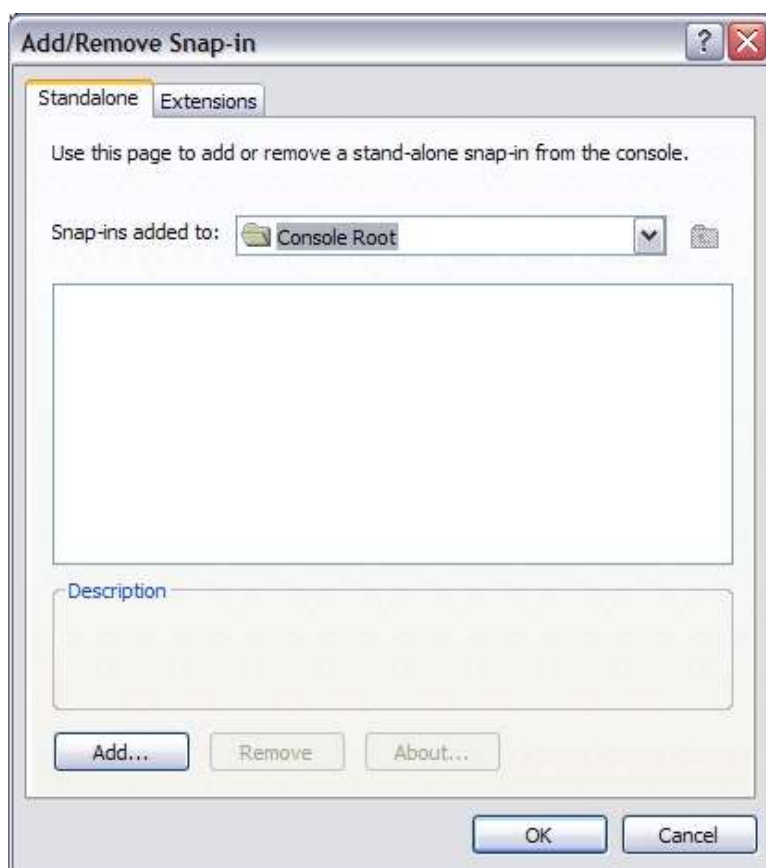 Add/Remove Snap-in
Standalone
Extensions
Use this page to add or remove a stand-alone snap-in from the console.
Snap-ins added to:
Console Root
Description
Add...
Remove
About...
OK
Cancel